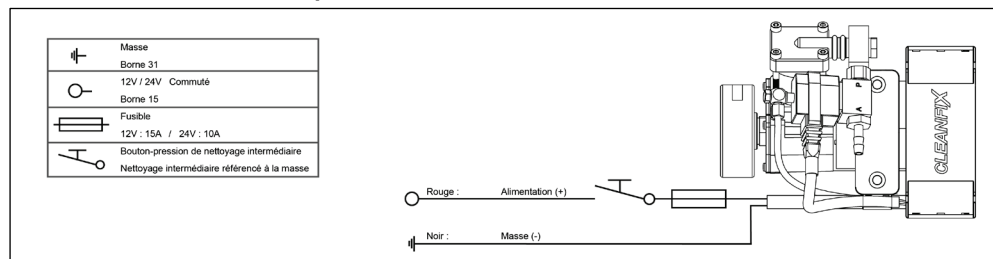 Masse
Borne 31
12V / 24V Commuté
Borne 15
Fusible
12V : 15A / 24V : 10A
Bouton-pression de nettoyage intermédiaire
Nettoyage intermédiaire référencé à la masse
Rouge : Alimentation (+)
Noir : Masse (-)
P
A
CLEANFIX